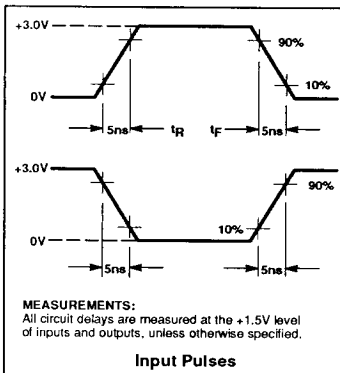 +3.0V
90%
10%
0V
5ns tR tF 5ns
+3.0V
90%
10%
0V
5ns 5ns
MEASUREMENTS:
All circuit delays are measured at the +1.5V level
of inputs and outputs, unless otherwise specified.
Input Pulses